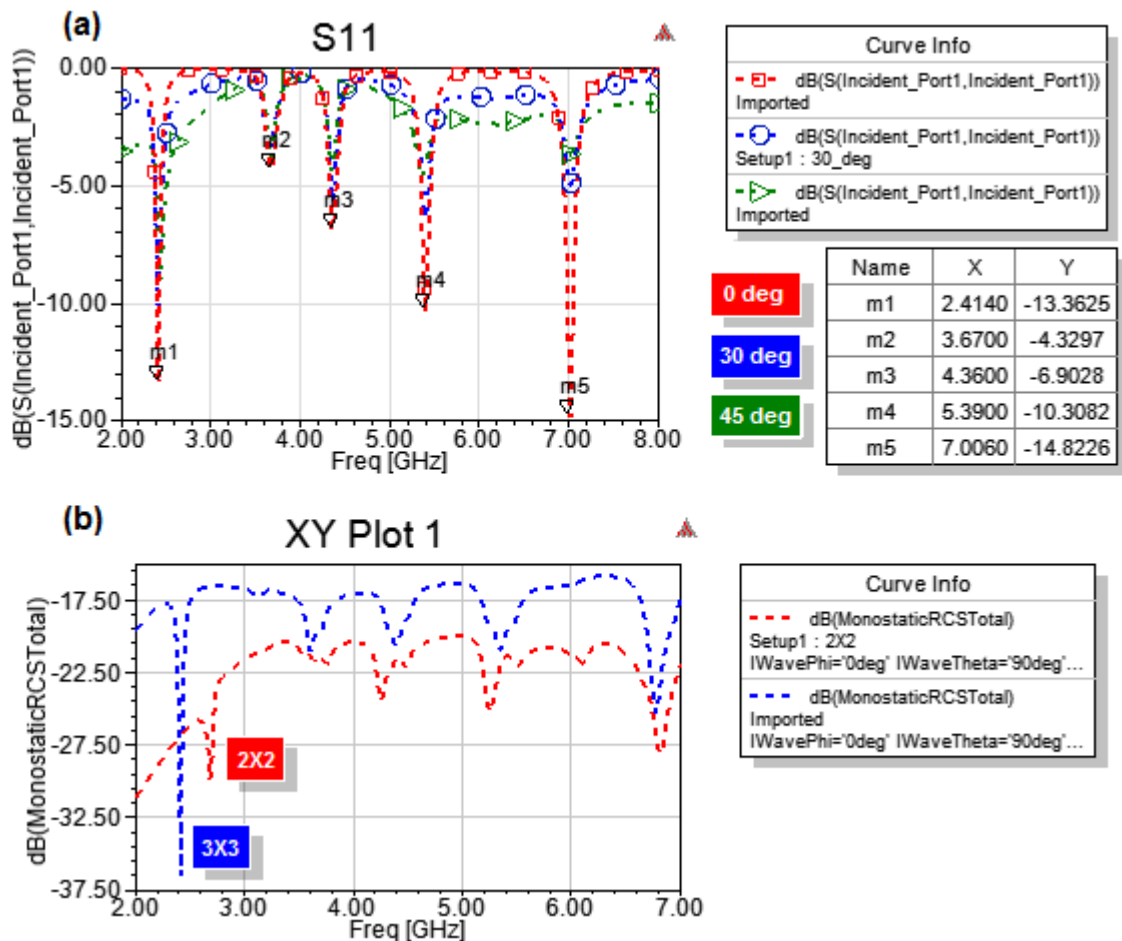 (a)
S11
dB(S(Incident_Port1,Incident_Port1))
0.00
-5.00
-10.00
-15.00
m1
m2
m3
m4
m5
2.00 3.00 4.00 5.00 6.00 7.00 8.00
Freq [GHz]
Curve Info
dB(S(Incident_Port1,Incident_Port1))
Imported
dB(S(Incident_Port1,Incident_Port1))
Setup1 : 30_deg
dB(S(Incident_Port1,Incident_Port1))
Imported
0 deg
30 deg
45 deg
Name X Y
m1 2.4140 -13.3625
m2 3.6700 -4.3297
m3 4.3600 -6.9028
m4 5.3900 -10.3082
m5 7.0060 -14.8226
(b)
XY Plot 1
dB(MonostaticRCSTotal)
-17.50
-22.50
-27.50
-32.50
-37.50
2X2
3X3
2.00 3.00 4.00 5.00 6.00 7.00
Freq [GHz]
Curve Info
dB(MonostaticRCSTotal)
Setup1 : 2X2
IWavePhi='0deg' IWaveTheta='90deg'...
dB(MonostaticRCSTotal)
Imported
IWavePhi='0deg' IWaveTheta='90deg'...